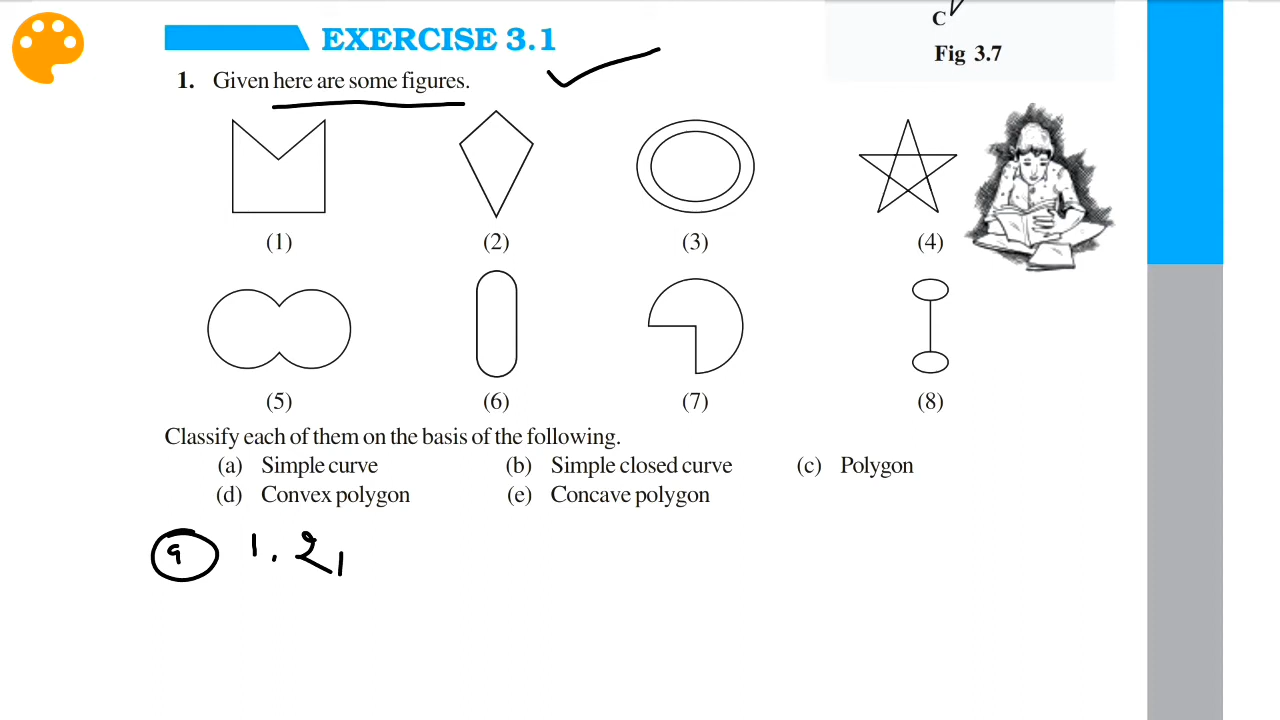 C
Fig 3.7
EXERCISE 3.1
1. Given here are some figures.
(1) (2) (3) (4)
(5) (6) (7) (8)
Classify each of them on the basis of the following.
(a) Simple curve (b) Simple closed curve (c) Polygon
(d) Convex polygon (e) Concave polygon
a 1. 2,